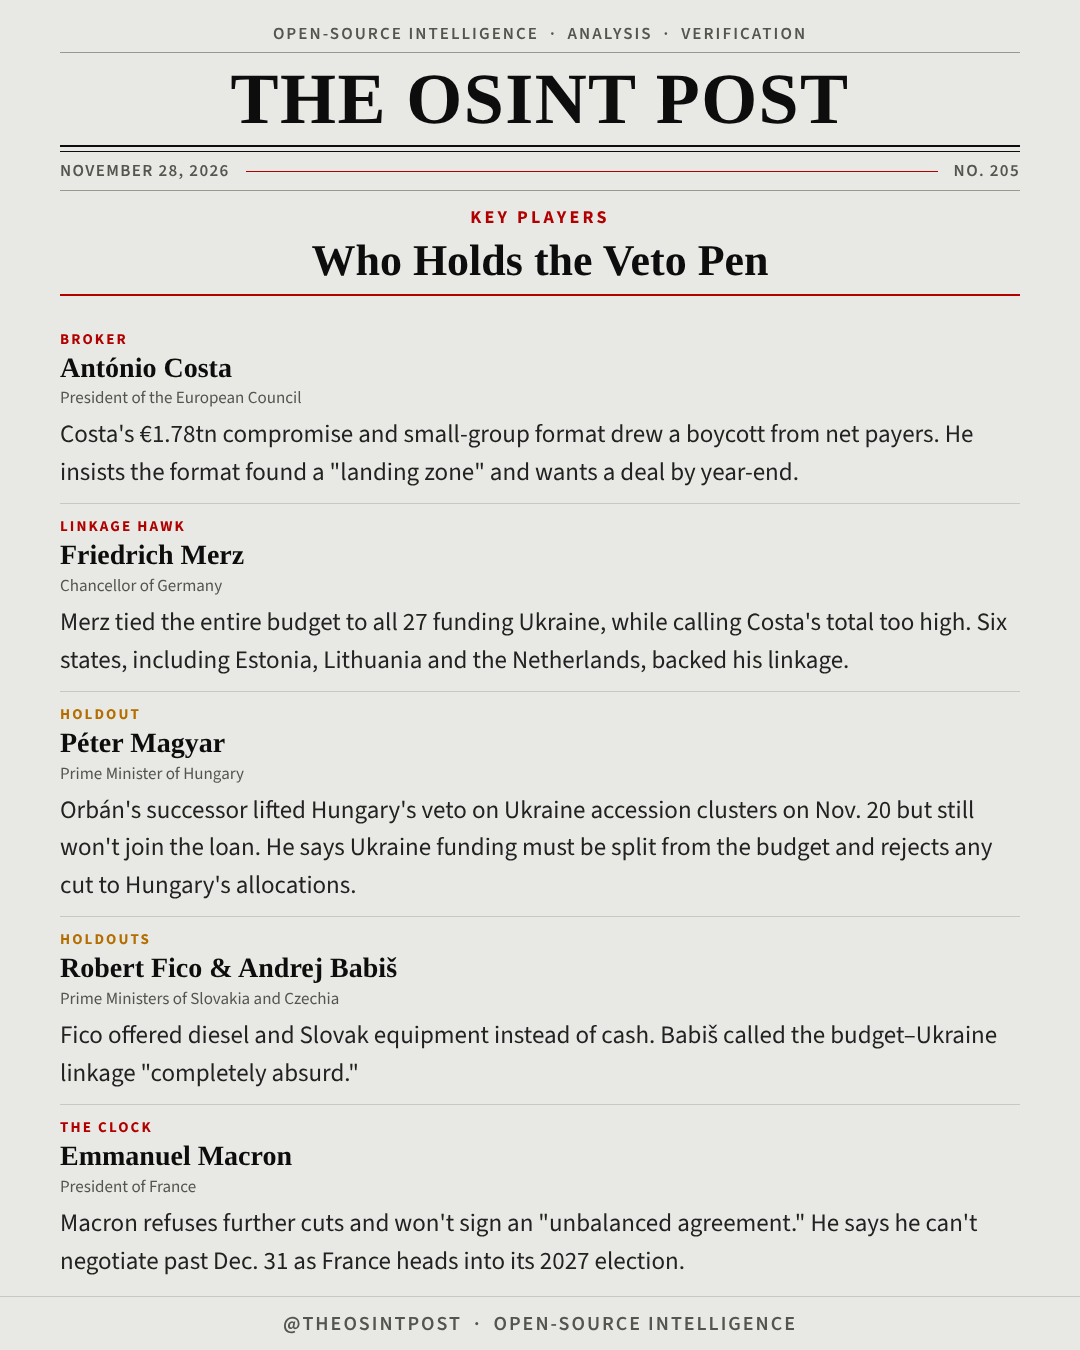 OPEN-SOURCE INTELLIGENCE · ANALYSIS · VERIFICATION
THE OSINT POST
NOVEMBER 28, 2026
NO. 205
KEY PLAYERS
Who Holds the Veto Pen
BROKER
António Costa
President of the European Council
Costa's €1.78tn compromise and small-group format drew a boycott from net payers. He
insists the format found a "landing zone" and wants a deal by year-end.
LINKAGE HAWK
Friedrich Merz
Chancellor of Germany
Merz tied the entire budget to all 27 funding Ukraine, while calling Costa's total too high. Six
states, including Estonia, Lithuania and the Netherlands, backed his linkage.
HOLDOUT
Péter Magyar
Prime Minister of Hungary
Orbán's successor lifted Hungary's veto on Ukraine accession clusters on Nov. 20 but still
won't join the loan. He says Ukraine funding must be split from the budget and rejects any
cut to Hungary's allocations.
HOLDOUTS
Robert Fico & Andrej Babiš
Prime Ministers of Slovakia and Czechia
Fico offered diesel and Slovak equipment instead of cash. Babiš called the budget–Ukraine
linkage "completely absurd."
THE CLOCK
Emmanuel Macron
President of France
Macron refuses further cuts and won't sign an "unbalanced agreement." He says he can't
negotiate past Dec. 31 as France heads into its 2027 election.
@THEOSINTPOST · OPEN-SOURCE INTELLIGENCE